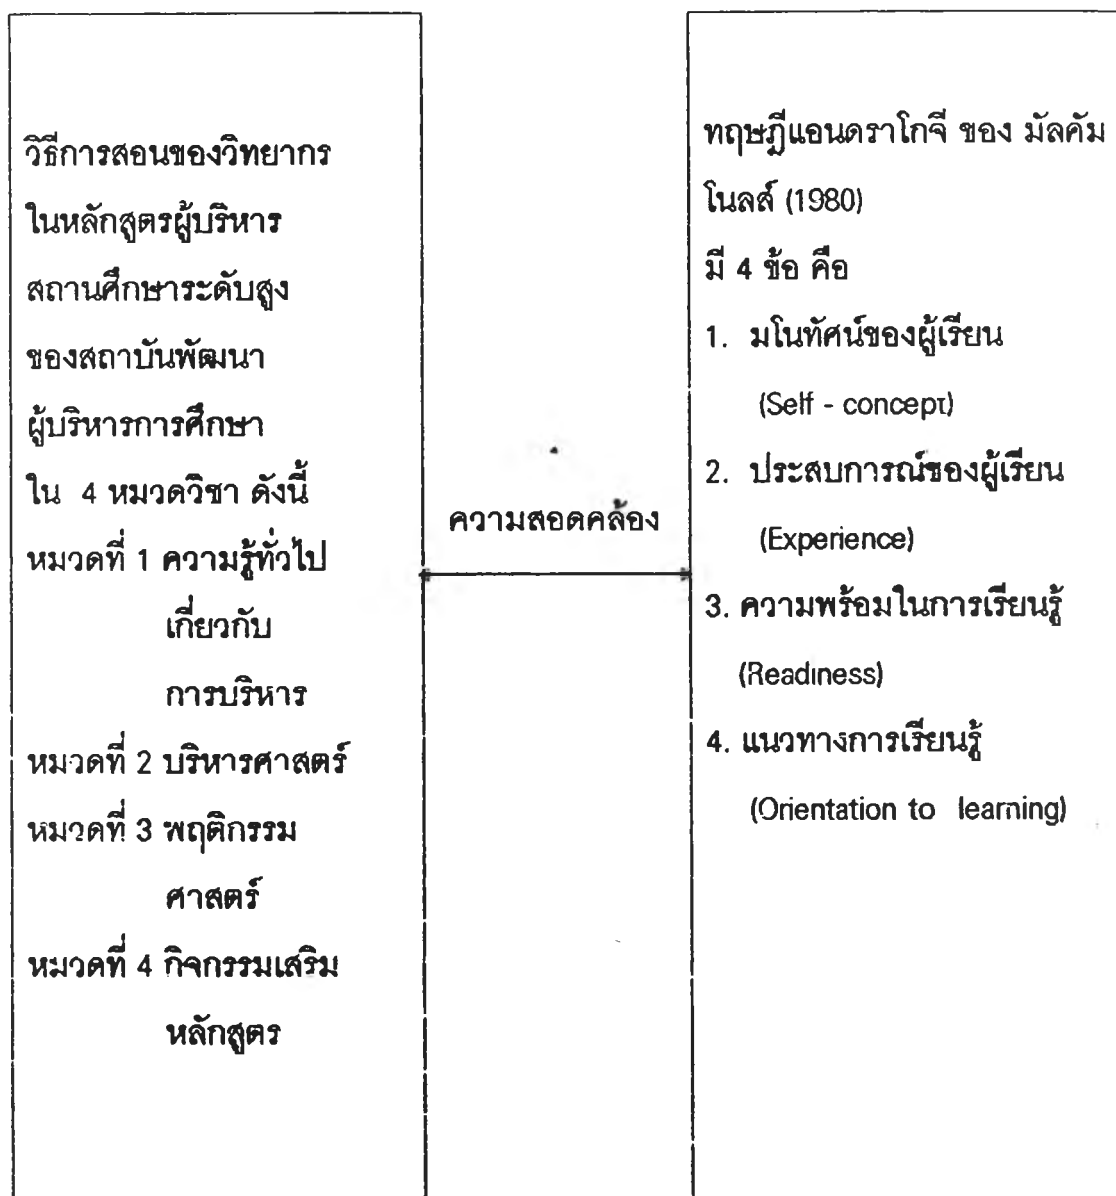 วิธีการสอนของวิทยากร
ในหลักสูตรผู้บริหาร
สถานศึกษาระดับสูง
ของสถาบันพัฒนา
ผู้บริหารการศึกษา
ใน 4 หมวดวิชา ดังนี้
หมวดที่ 1 ความรู้ทั่วไป
เกี่ยวกับ
การบริหาร
หมวดที่ 2 บริหารศาสตร์
หมวดที่ 3 พฤติกรรม
ศาสตร์
หมวดที่ 4 กิจกรรมเสริม
หลักสูตร
ความสอดคล้อง
ทฤษฎีแอนดราโกจี ของ มัลคัม
โนลส์ (1980)
มี 4 ข้อ คือ
1. มโนทัศน์ของผู้เรียน
(Self - concept)
2. ประสบการณ์ของผู้เรียน
(Experience)
3. ความพร้อมในการเรียนรู้
(Readiness)
4. แนวทางการเรียนรู้
(Orientation to learning)